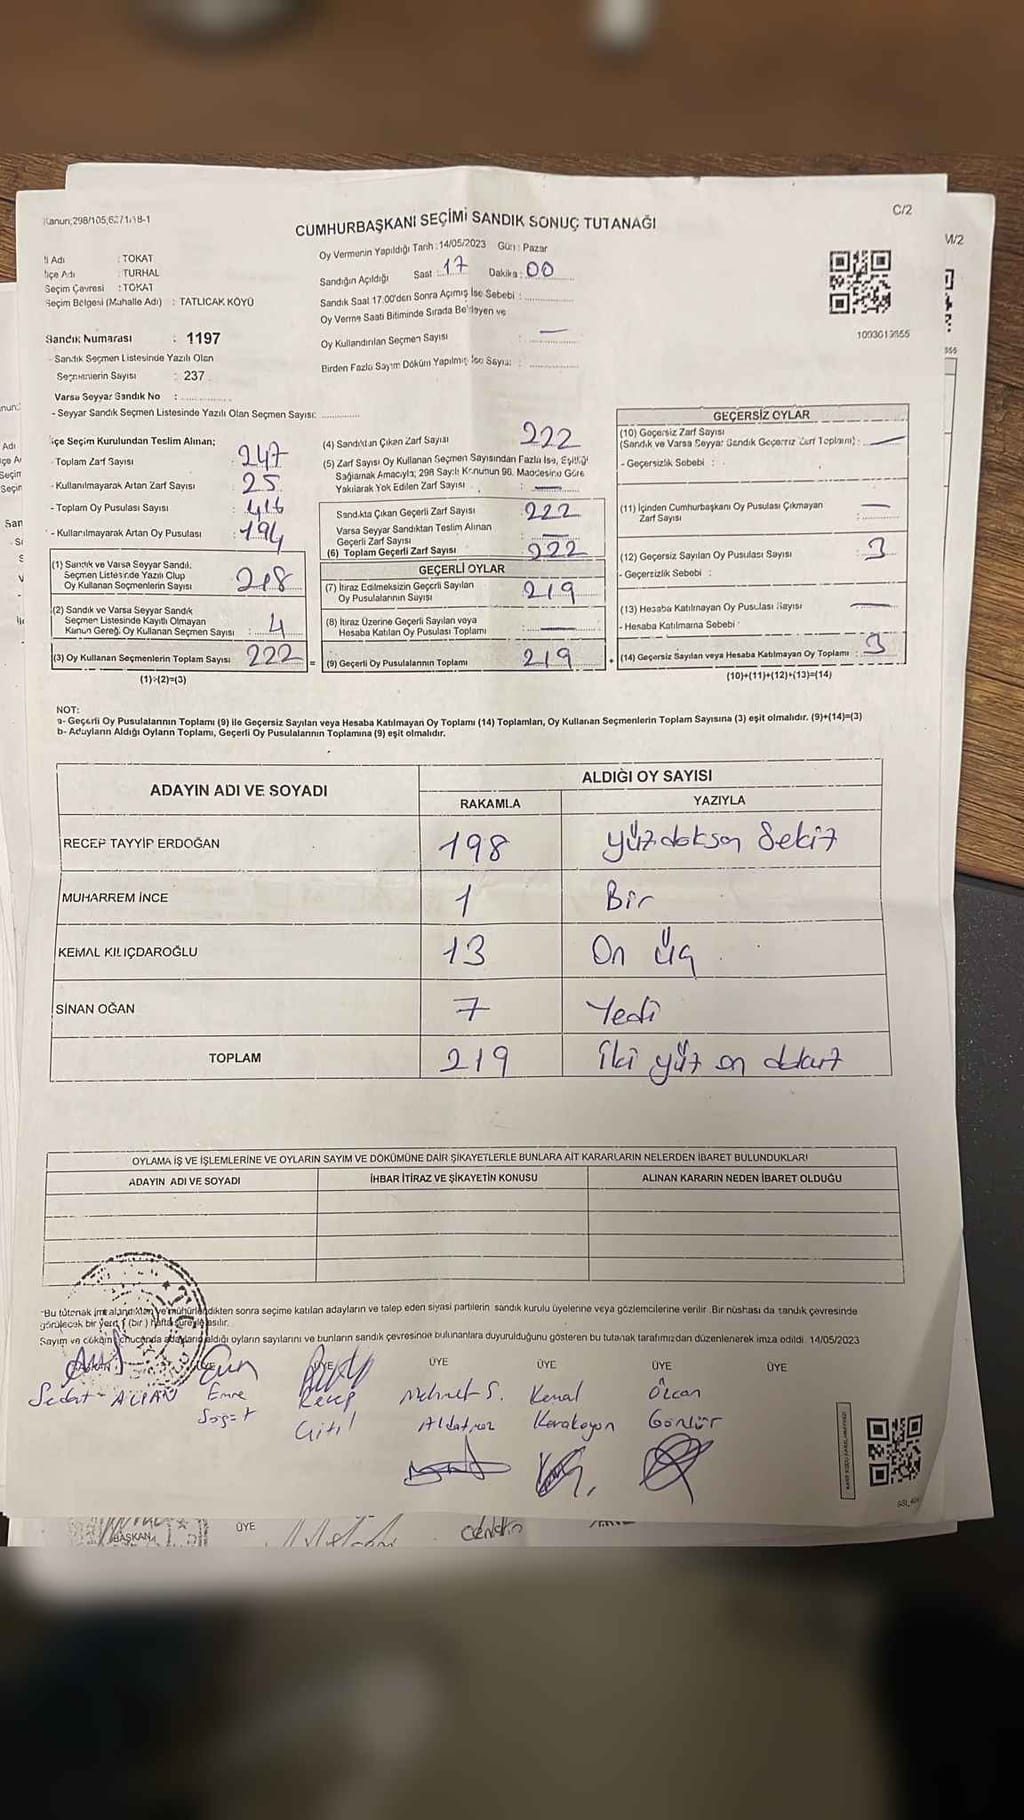 Kanun;298/105,62/1/1B-1
C/2
CUMHURBAŞKANI SEÇİMİ SANDIK SONUÇ TUTANAĞI
M/2
İl Adı : TOKAT
İlçe Adı : TURHAL
Seçim Çevresi : TOKAT
Seçim Bölgesi (Mahalle Adı) : TATLICAK KÖYÜ
Sandık Numarası : 1197
- Sandık Seçmen Listesinde Yazılı Olan
Seçmenlerin Sayısı : 237
Varsa Seyyar Sandık No :
- Seyyar Sandık Seçmen Listesinde Yazılı Olan Seçmen Sayısı:
Oy Vermenin Yapıldığı Tarih : 14/05/2023 Gün : Pazar
Sandığın Açıldığı Saat : 17 Dakika : 00
Sandık Saat 17.00'den Sonra Açılmış İse Sebebi :
Oy Verme Saati Bitiminde Sırada Bekleyen ve
Oy Kullandırılan Seçmen Sayısı : —
Birden Fazla Sayım Döküm Yapılmış İse Sayısı :
İlçe Seçim Kurulundan Teslim Alınan;
- Toplam Zarf Sayısı : 247
- Kullanılmayarak Artan Zarf Sayısı : 25
- Toplam Oy Pusulası Sayısı : 416
- Kullanılmayarak Artan Oy Pusulası : 194
(1) Sandık ve Varsa Seyyar Sandık
Seçmen Listesinde Yazılı Olup
Oy Kullanan Seçmenlerin Sayısı : 218
(2) Sandık ve Varsa Seyyar Sandık
Seçmen Listesinde Kayıtlı Olmayan
Kanun Gereği Oy Kullanan Seçmen Sayısı : 4
(3) Oy Kullanan Seçmenlerin Toplam Sayısı 222 =
(1)+(2)=(3)
(4) Sandıktan Çıkan Zarf Sayısı 222
(5) Zarf Sayısı Oy Kullanan Seçmen Sayısından Fazla İse, Eşitliği
Sağlamak Amacıyla; 298 Sayılı Kanunun 98. Maddesine Göre
Yakılarak Yok Edilen Zarf Sayısı : —
Sandıkta Çıkan Geçerli Zarf Sayısı : 222
Varsa Seyyar Sandıktan Teslim Alınan
Geçerli Zarf Sayısı : —
(6) Toplam Geçerli Zarf Sayısı 222
GEÇERLİ OYLAR
(7) İtiraz Edilmeksizin Geçerli Sayılan
Oy Pusulalarının Sayısı : 219
(8) İtiraz Üzerine Geçerli Sayılan veya
Hesaba Katılan Oy Pusulası Toplamı : —
(9) Geçerli Oy Pusulalarının Toplamı 219 +
GEÇERSİZ OYLAR
(10) Geçersiz Zarf Sayısı
(Sandık ve Varsa Seyyar Sandık Geçersiz Zarf Toplamı) : —
- Geçersizlik Sebebi :
(11) İçinden Cumhurbaşkanı Oy Pusulası Çıkmayan
Zarf Sayısı : —
(12) Geçersiz Sayılan Oy Pusulası Sayısı : 3
- Geçersizlik Sebebi :
(13) Hesaba Katılmayan Oy Pusulası Sayısı —
- Hesaba Katılmama Sebebi :
(14) Geçersiz Sayılan veya Hesaba Katılmayan Oy Toplamı : 3
(10)+(11)+(12)+(13)=(14)
1093013655
NOT:
a- Geçerli Oy Pusulalarının Toplamı (9) ile Geçersiz Sayılan veya Hesaba Katılmayan Oy Toplamı (14) Toplamları, Oy Kullanan Seçmenlerin Toplam Sayısına (3) eşit olmalıdır. (9)+(14)=(3)
b- Adayların Aldığı Oyların Toplamı, Geçerli Oy Pusulalarının Toplamına (9) eşit olmalıdır.
ADAYIN ADI VE SOYADI
ALDIĞI OY SAYISI
RAKAMLA YAZIYLA
RECEP TAYYİP ERDOĞAN 198 yüz doksan Sekiz
MUHARREM İNCE 1 Bir
KEMAL KILIÇDAROĞLU 13 On üç
SİNAN OĞAN 7 Yedi
TOPLAM 219 iki yüz on dokuz
OYLAMA İŞ VE İŞLEMLERİNE VE OYLARIN SAYIM VE DÖKÜMÜNE DAİR ŞİKAYETLERLE BUNLARA AİT KARARLARIN NELERDEN İBARET BULUNDUKLARI
ADAYIN ADI VE SOYADI İHBAR İTİRAZ VE ŞİKAYETİN KONUSU ALINAN KARARIN NEDEN İBARET OLDUĞU
*Bu tutanak imzalandıktan ve mühürlendikten sonra seçime katılan adayların ve talep eden siyasi partilerin sandık kurulu üyelerine veya gözlemcilerine verilir. Bir nüshası da sandık çevresinde
görülecek bir yere 1 (bir) hafta süreyle asılır.
Sayım ve döküm sonucunda adayların aldığı oyların sayılarını ve bunların sandık çevresinde bulunanlara duyurulduğunu gösteren bu tutanak tarafımızdan düzenlenerek imza edildi. 14/05/2023
ÜYE ÜYE ÜYE ÜYE ÜYE ÜYE
Sedat - ALPAN Emre Recep Mehmet S. Kemal Özcan
Söğüt Çitil Karakoyon Gönlür
BAŞKAN ÜYE